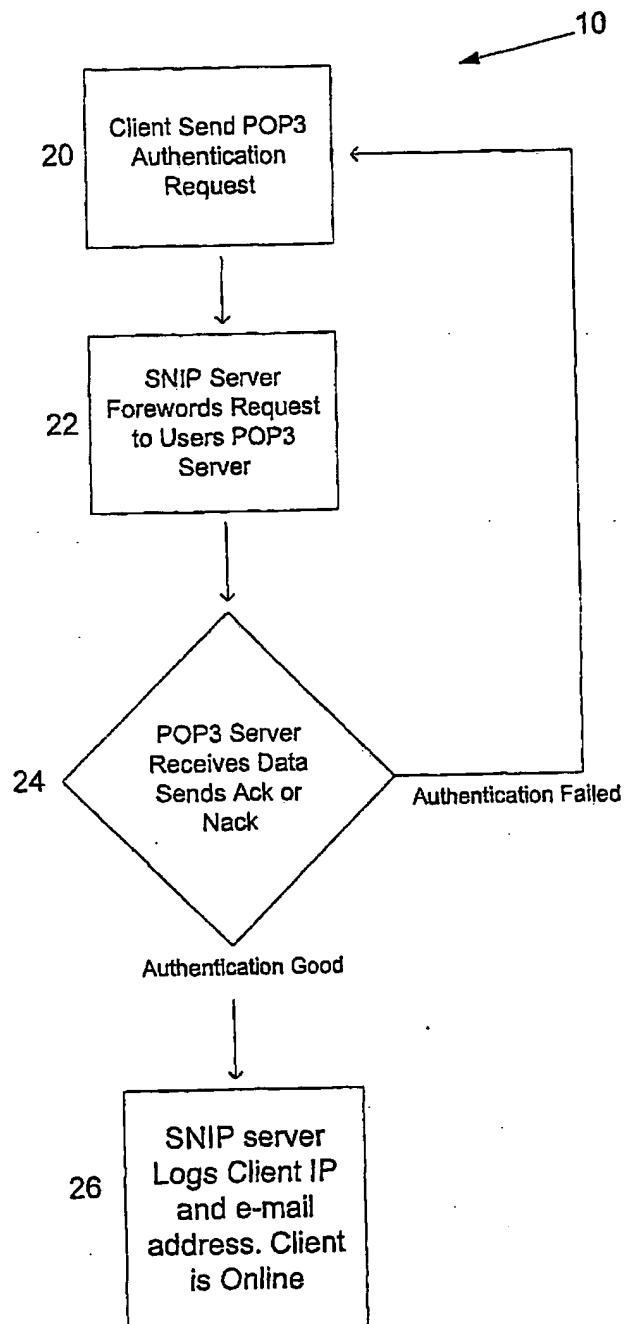 10
20
Client Send POP3
Authentication
Request
22
SNIP Server
Forewords Request
to Users POP3
Server
24
POP3 Server
Receives Data
Sends Ack or
Nack
Authentication Failed
Authentication Good
26
SNIP server
Logs Client IP
and e-mail
address. Client
is Online